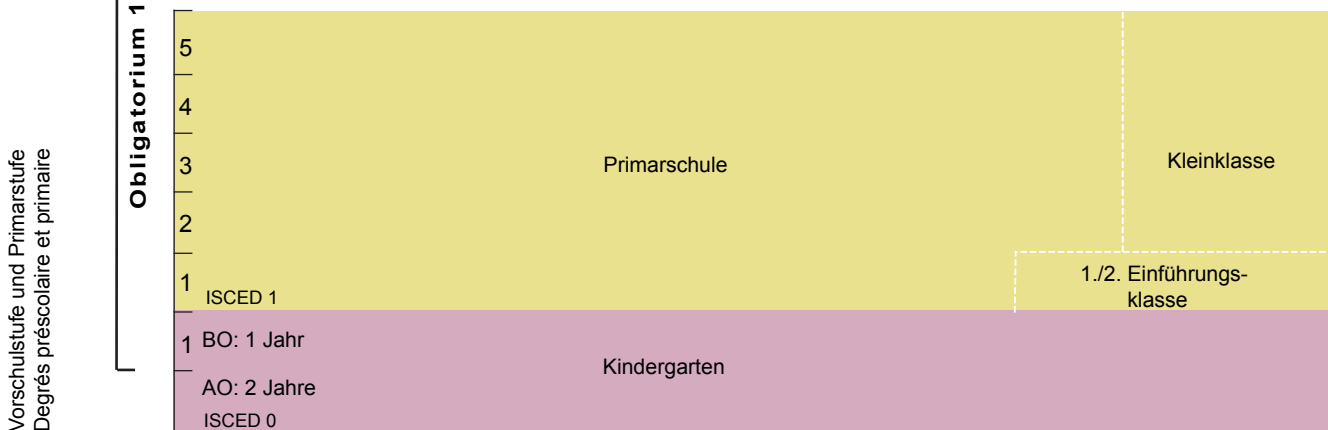 Vorschulstufe und Primarstufe
Degrés préscolaire et primaire
Obligatorium 1
5
4
3
2
1
ISCED 1
Primarschule
Kleinklasse
1./2. Einführungs-
klasse
1
BO: 1 Jahr
Kindergarten
AO: 2 Jahre
ISCED 0